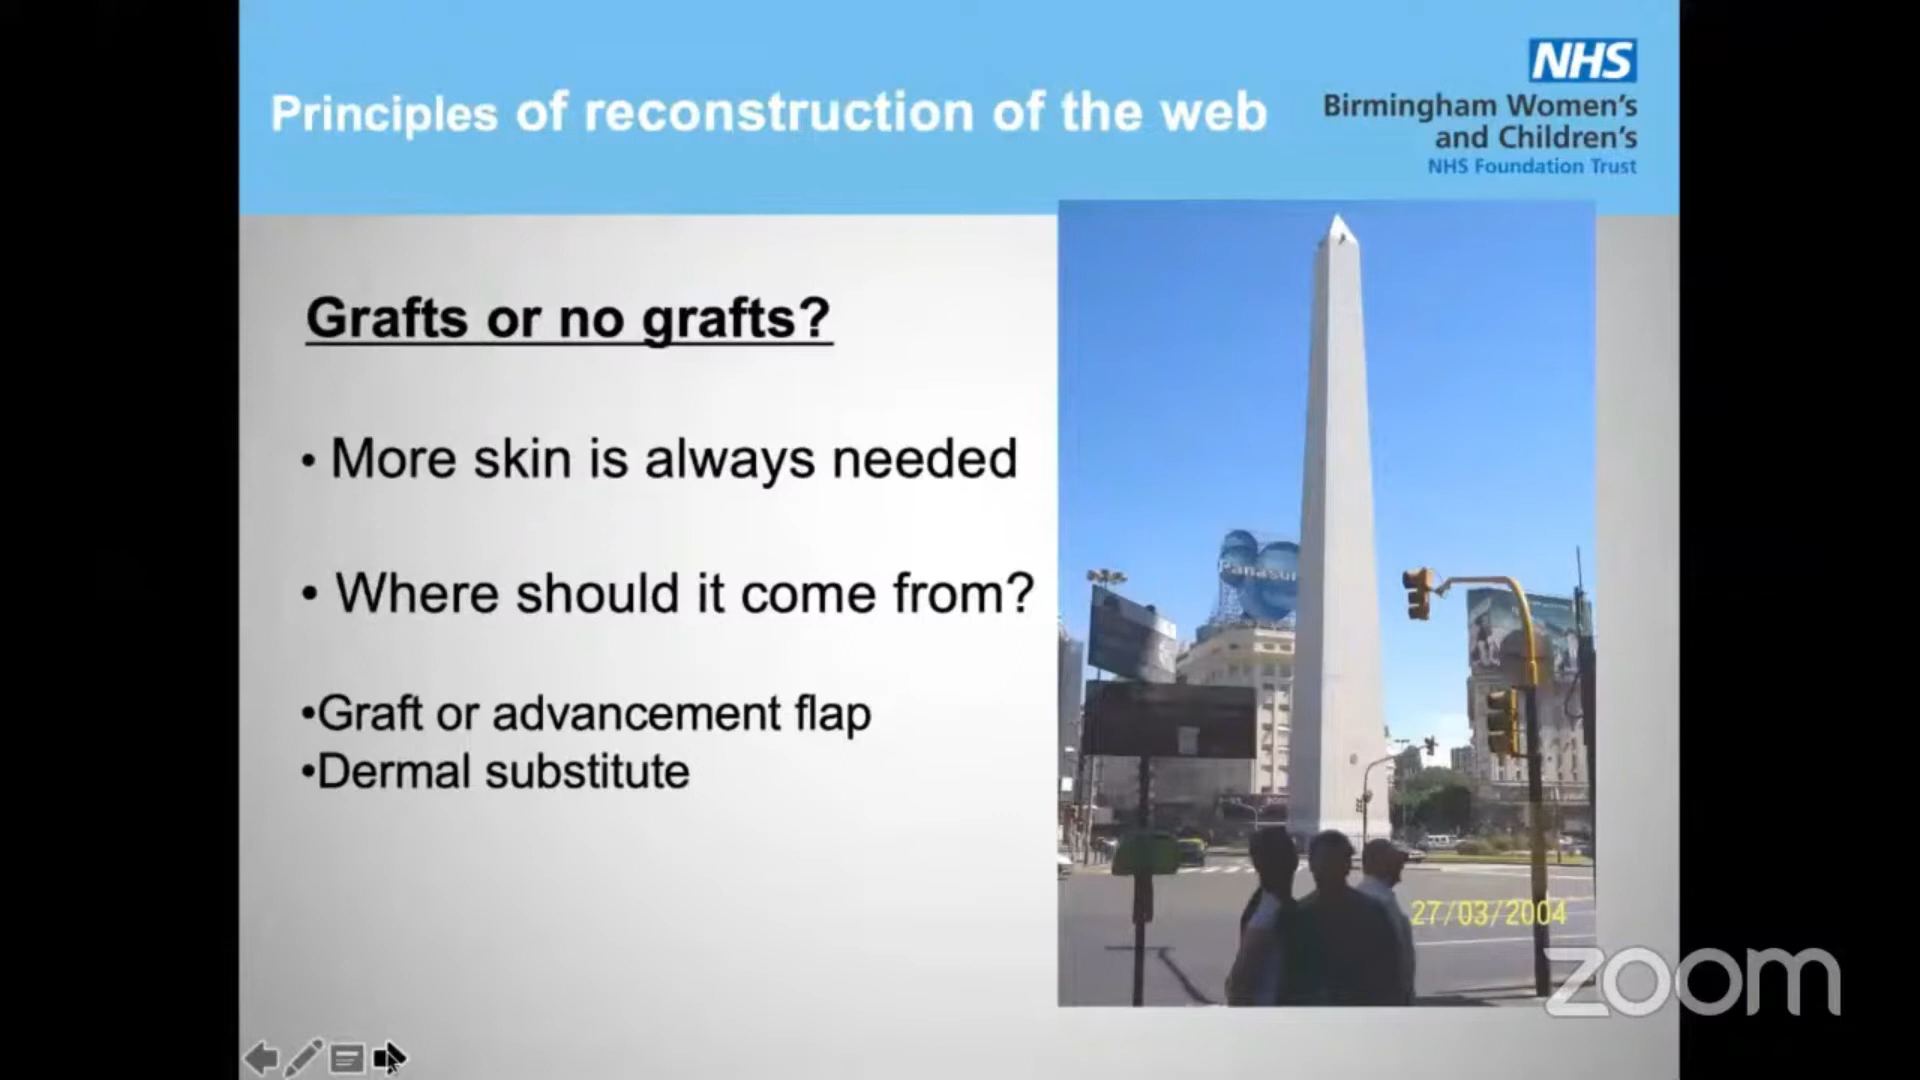 Principles of reconstruction of the web
NHS
Birmingham Women's
and Children's
NHS Foundation Trust
Grafts or no grafts?
• More skin is always needed
• Where should it come from?
•Graft or advancement flap
•Dermal substitute
27/03/2004
zoom